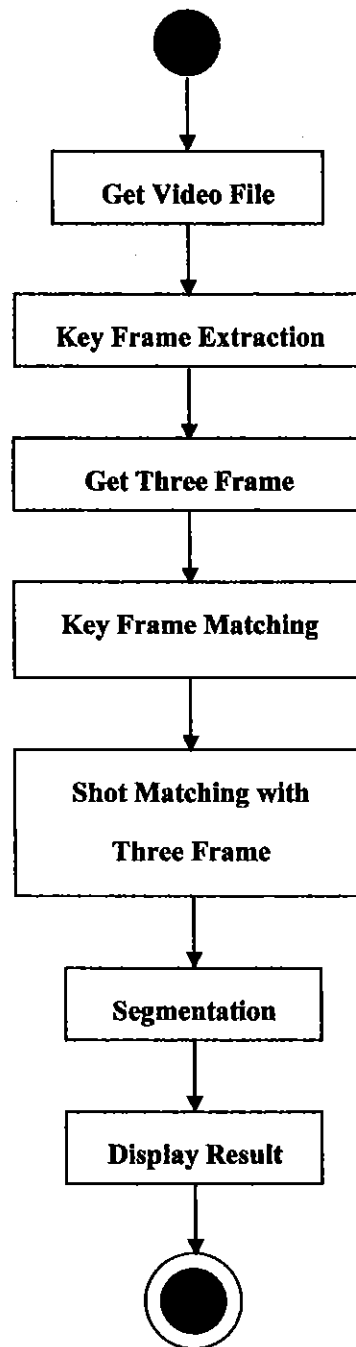 Get Video File
Key Frame Extraction
Get Three Frame
Key Frame Matching
Shot Matching with
Three Frame
Segmentation
Display Result